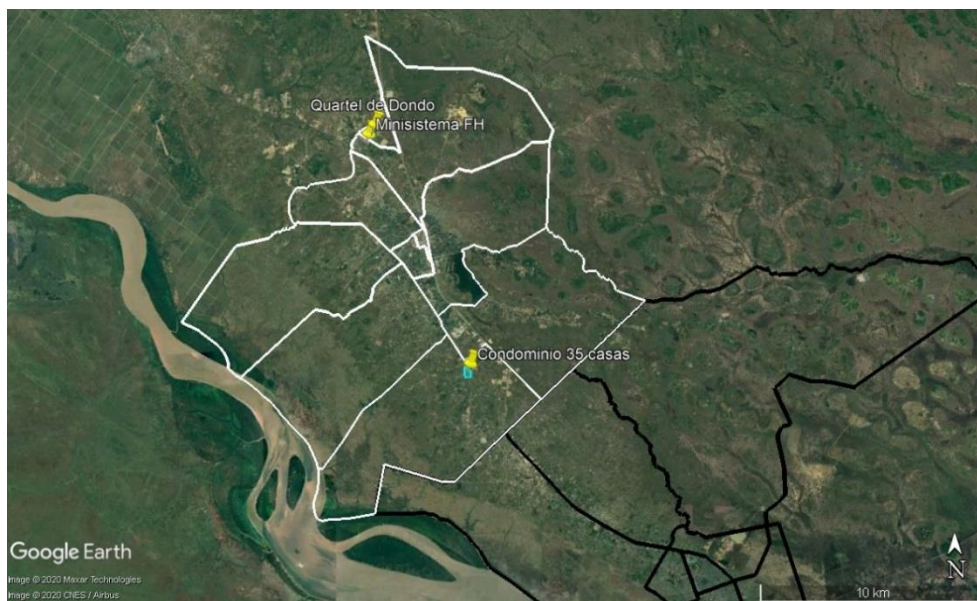 Quartel de Dondo
Minisistema FH
Condominio 35 casas
Google Earth
Image © 2020 Maxar Technologies
Image © 2020 CNES / Airbus
N
10 km